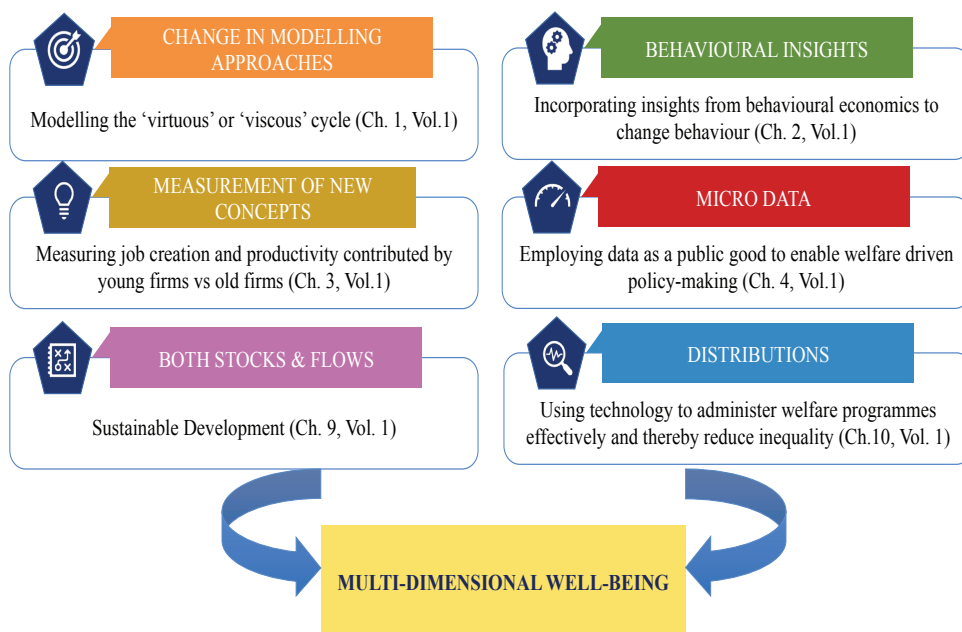 CHANGE IN MODELLING
APPROACHES
Modelling the ‘virtuous’ or ‘viscous’ cycle (Ch. 1, Vol.1)
BEHAVIOURAL INSIGHTS
Incorporating insights from behavioural economics to
change behaviour (Ch. 2, Vol.1)
MEASUREMENT OF NEW
CONCEPTS
Measuring job creation and productivity contributed by
young firms vs old firms (Ch. 3, Vol.1)
MICRO DATA
Employing data as a public good to enable welfare driven
policy-making (Ch. 4, Vol.1)
BOTH STOCKS & FLOWS
Sustainable Development (Ch. 9, Vol. 1)
DISTRIBUTIONS
Using technology to administer welfare programmes
effectively and thereby reduce inequality (Ch.10, Vol. 1)
MULTI-DIMENSIONAL WELL-BEING